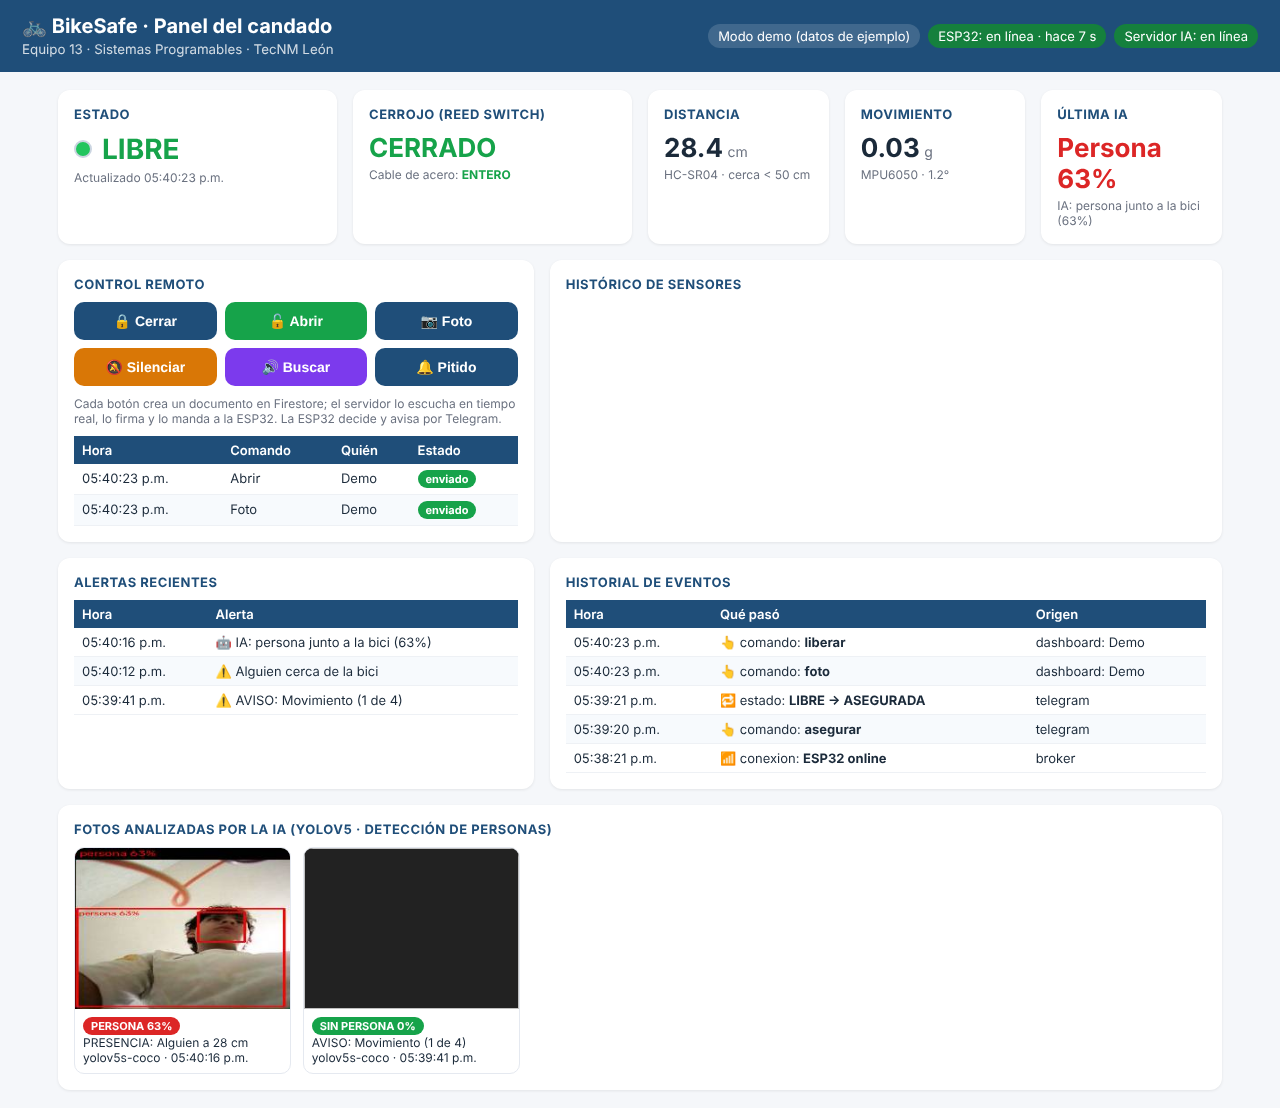 🚲 BikeSafe · Panel del candado
Equipo 13 · Sistemas Programables · TecNM León
Modo demo (datos de ejemplo)
ESP32: en línea · hace 7 s
Servidor IA: en línea
ESTADO
LIBRE
Actualizado 05:40:23 p.m.
CERROJO (REED SWITCH)
CERRADO
Cable de acero: ENTERO
DISTANCIA
28.4 cm
HC-SR04 · cerca < 50 cm
MOVIMIENTO
0.03 g
MPU6050 · 1.2°
ÚLTIMA IA
Persona
63%
IA: persona junto a la bici
(63%)
CONTROL REMOTO
🔒 Cerrar
🔓 Abrir
📷 Foto
🔕 Silenciar
🔊 Buscar
🔔 Pitido
Cada botón crea un documento en Firestore; el servidor lo escucha en tiempo
real, lo firma y lo manda a la ESP32. La ESP32 decide y avisa por Telegram.
Hora Comando Quién Estado
05:40:23 p.m. Abrir Demo enviado
05:40:23 p.m. Foto Demo enviado
HISTÓRICO DE SENSORES
ALERTAS RECIENTES
Hora Alerta
05:40:16 p.m. 🤖 IA: persona junto a la bici (63%)
05:40:12 p.m. ⚠️ Alguien cerca de la bici
05:39:41 p.m. ⚠️ AVISO: Movimiento (1 de 4)
HISTORIAL DE EVENTOS
Hora Qué pasó Origen
05:40:23 p.m. 👆 comando: liberar dashboard: Demo
05:40:23 p.m. 👆 comando: foto dashboard: Demo
05:39:21 p.m. 🔁 estado: LIBRE → ASEGURADA telegram
05:39:20 p.m. 👆 comando: asegurar telegram
05:38:21 p.m. 📶 conexion: ESP32 online broker
FOTOS ANALIZADAS POR LA IA (YOLOV5 · DETECCIÓN DE PERSONAS)
persona 63%
persona 63%
PERSONA 63%
PRESENCIA: Alguien a 28 cm
yolov5s-coco · 05:40:16 p.m.
SIN PERSONA 0%
AVISO: Movimiento (1 de 4)
yolov5s-coco · 05:39:41 p.m.